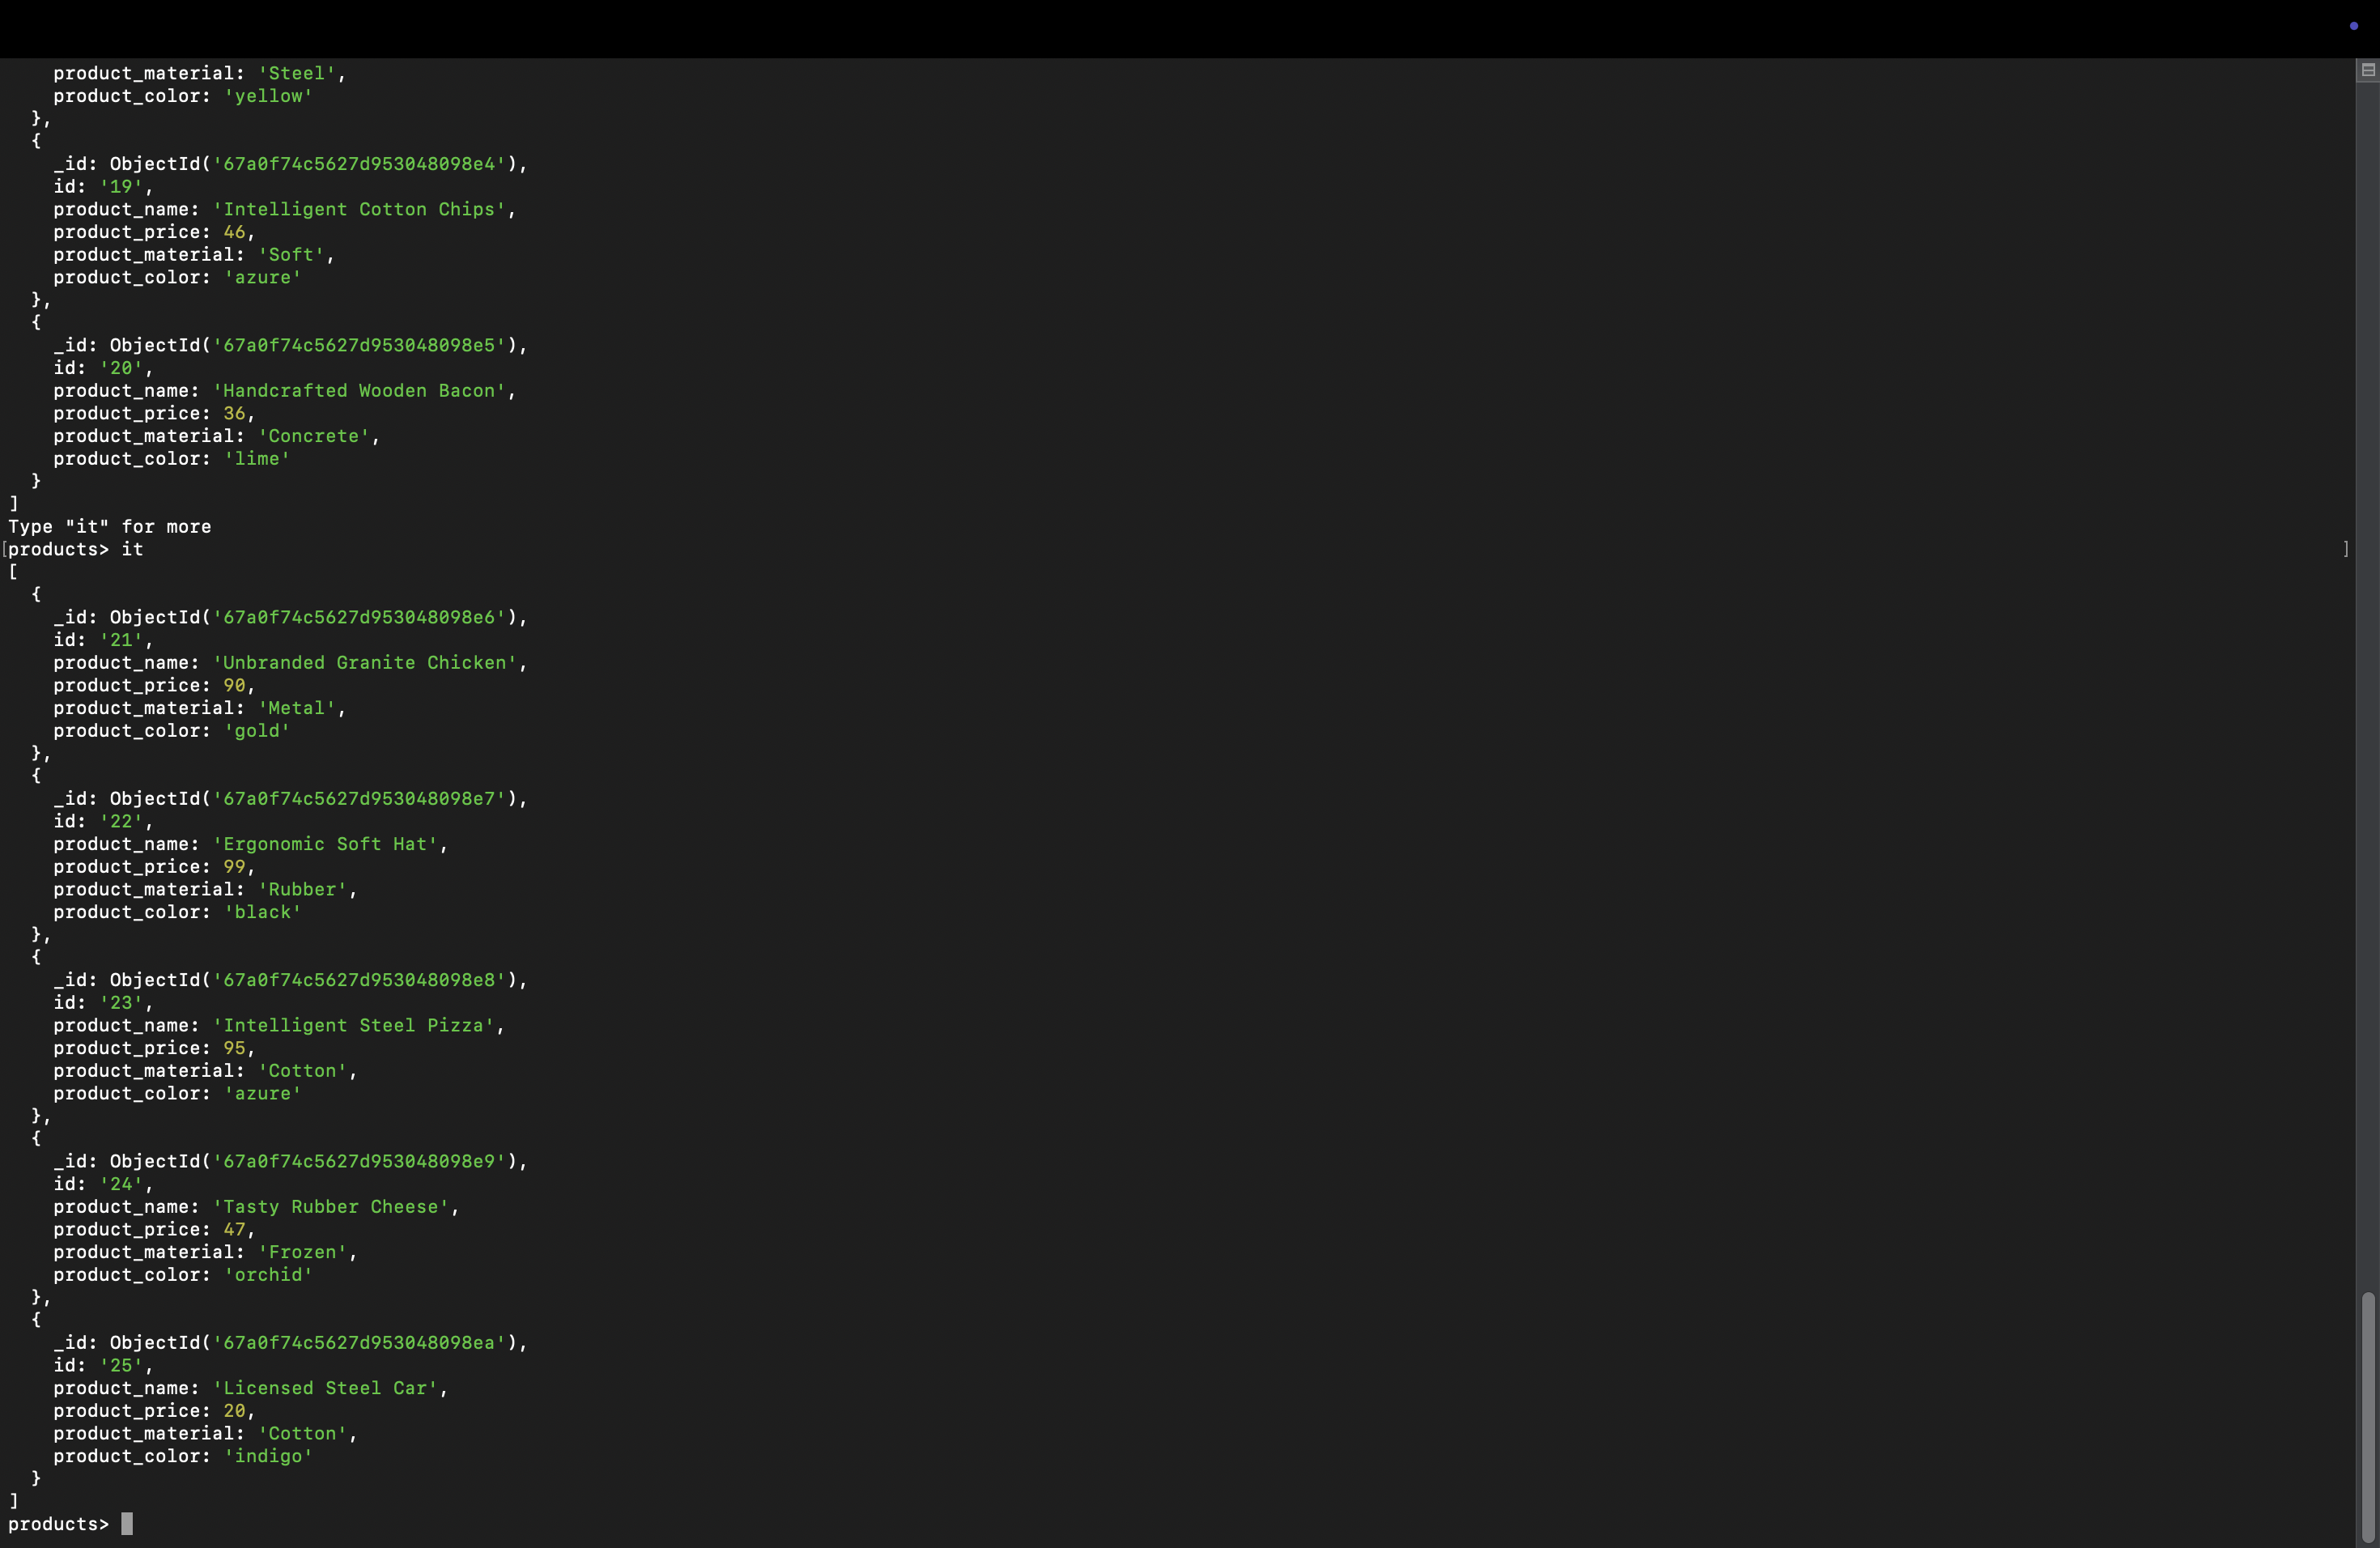 product_material: 'Steel',
    product_color: 'yellow'
  },
  {
    _id: ObjectId('67a0f74c5627d953048098e4'),
    id: '19',
    product_name: 'Intelligent Cotton Chips',
    product_price: 46,
    product_material: 'Soft',
    product_color: 'azure'
  },
  {
    _id: ObjectId('67a0f74c5627d953048098e5'),
    id: '20',
    product_name: 'Handcrafted Wooden Bacon',
    product_price: 36,
    product_material: 'Concrete',
    product_color: 'lime'
  }
]
Type "it" for more
[products> it ]
[
  {
    _id: ObjectId('67a0f74c5627d953048098e6'),
    id: '21',
    product_name: 'Unbranded Granite Chicken',
    product_price: 90,
    product_material: 'Metal',
    product_color: 'gold'
  },
  {
    _id: ObjectId('67a0f74c5627d953048098e7'),
    id: '22',
    product_name: 'Ergonomic Soft Hat',
    product_price: 99,
    product_material: 'Rubber',
    product_color: 'black'
  },
  {
    _id: ObjectId('67a0f74c5627d953048098e8'),
    id: '23',
    product_name: 'Intelligent Steel Pizza',
    product_price: 95,
    product_material: 'Cotton',
    product_color: 'azure'
  },
  {
    _id: ObjectId('67a0f74c5627d953048098e9'),
    id: '24',
    product_name: 'Tasty Rubber Cheese',
    product_price: 47,
    product_material: 'Frozen',
    product_color: 'orchid'
  },
  {
    _id: ObjectId('67a0f74c5627d953048098ea'),
    id: '25',
    product_name: 'Licensed Steel Car',
    product_price: 20,
    product_material: 'Cotton',
    product_color: 'indigo'
  }
]
products>